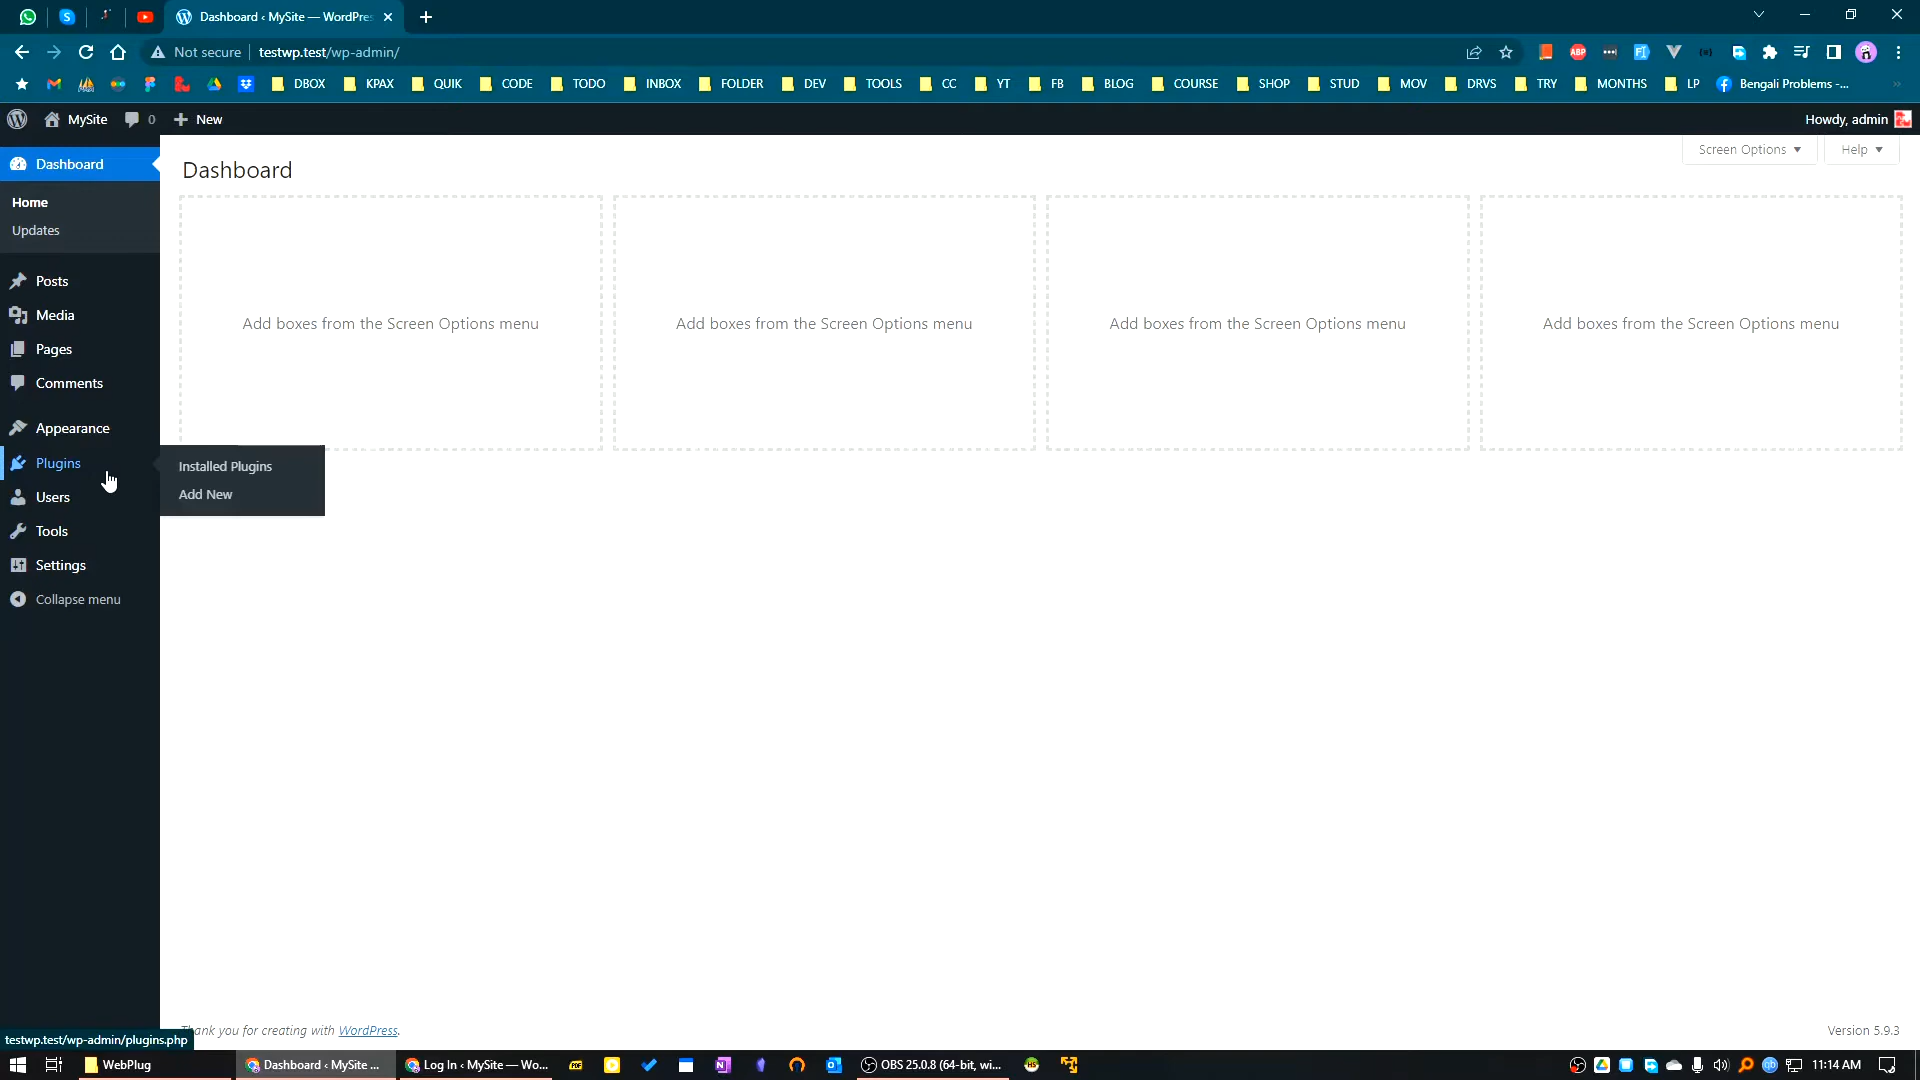 Dashboard ‹ MySite — WordPres
Not secure testwp.test/wp-admin/
DBOX KPAX QUIK CODE TODO INBOX FOLDER DEV TOOLS CC YT FB BLOG COURSE SHOP STUD MOV DRVS TRY MONTHS LP Bengali Problems -...
MySite 0 New Howdy, admin
Dashboard
Home
Updates
Posts
Media
Pages
Comments
Appearance
Plugins
Users
Tools
Settings
Collapse menu
Installed Plugins
Add New
Screen Options Help
Dashboard
Add boxes from the Screen Options menu
Add boxes from the Screen Options menu
Add boxes from the Screen Options menu
Add boxes from the Screen Options menu
Thank you for creating with WordPress.
Version 5.9.3
testwp.test/wp-admin/plugins.php
WebPlug
Dashboard ‹ MySite ...
Log In ‹ MySite — Wo...
OBS 25.0.8 (64-bit, wi...
11:14 AM